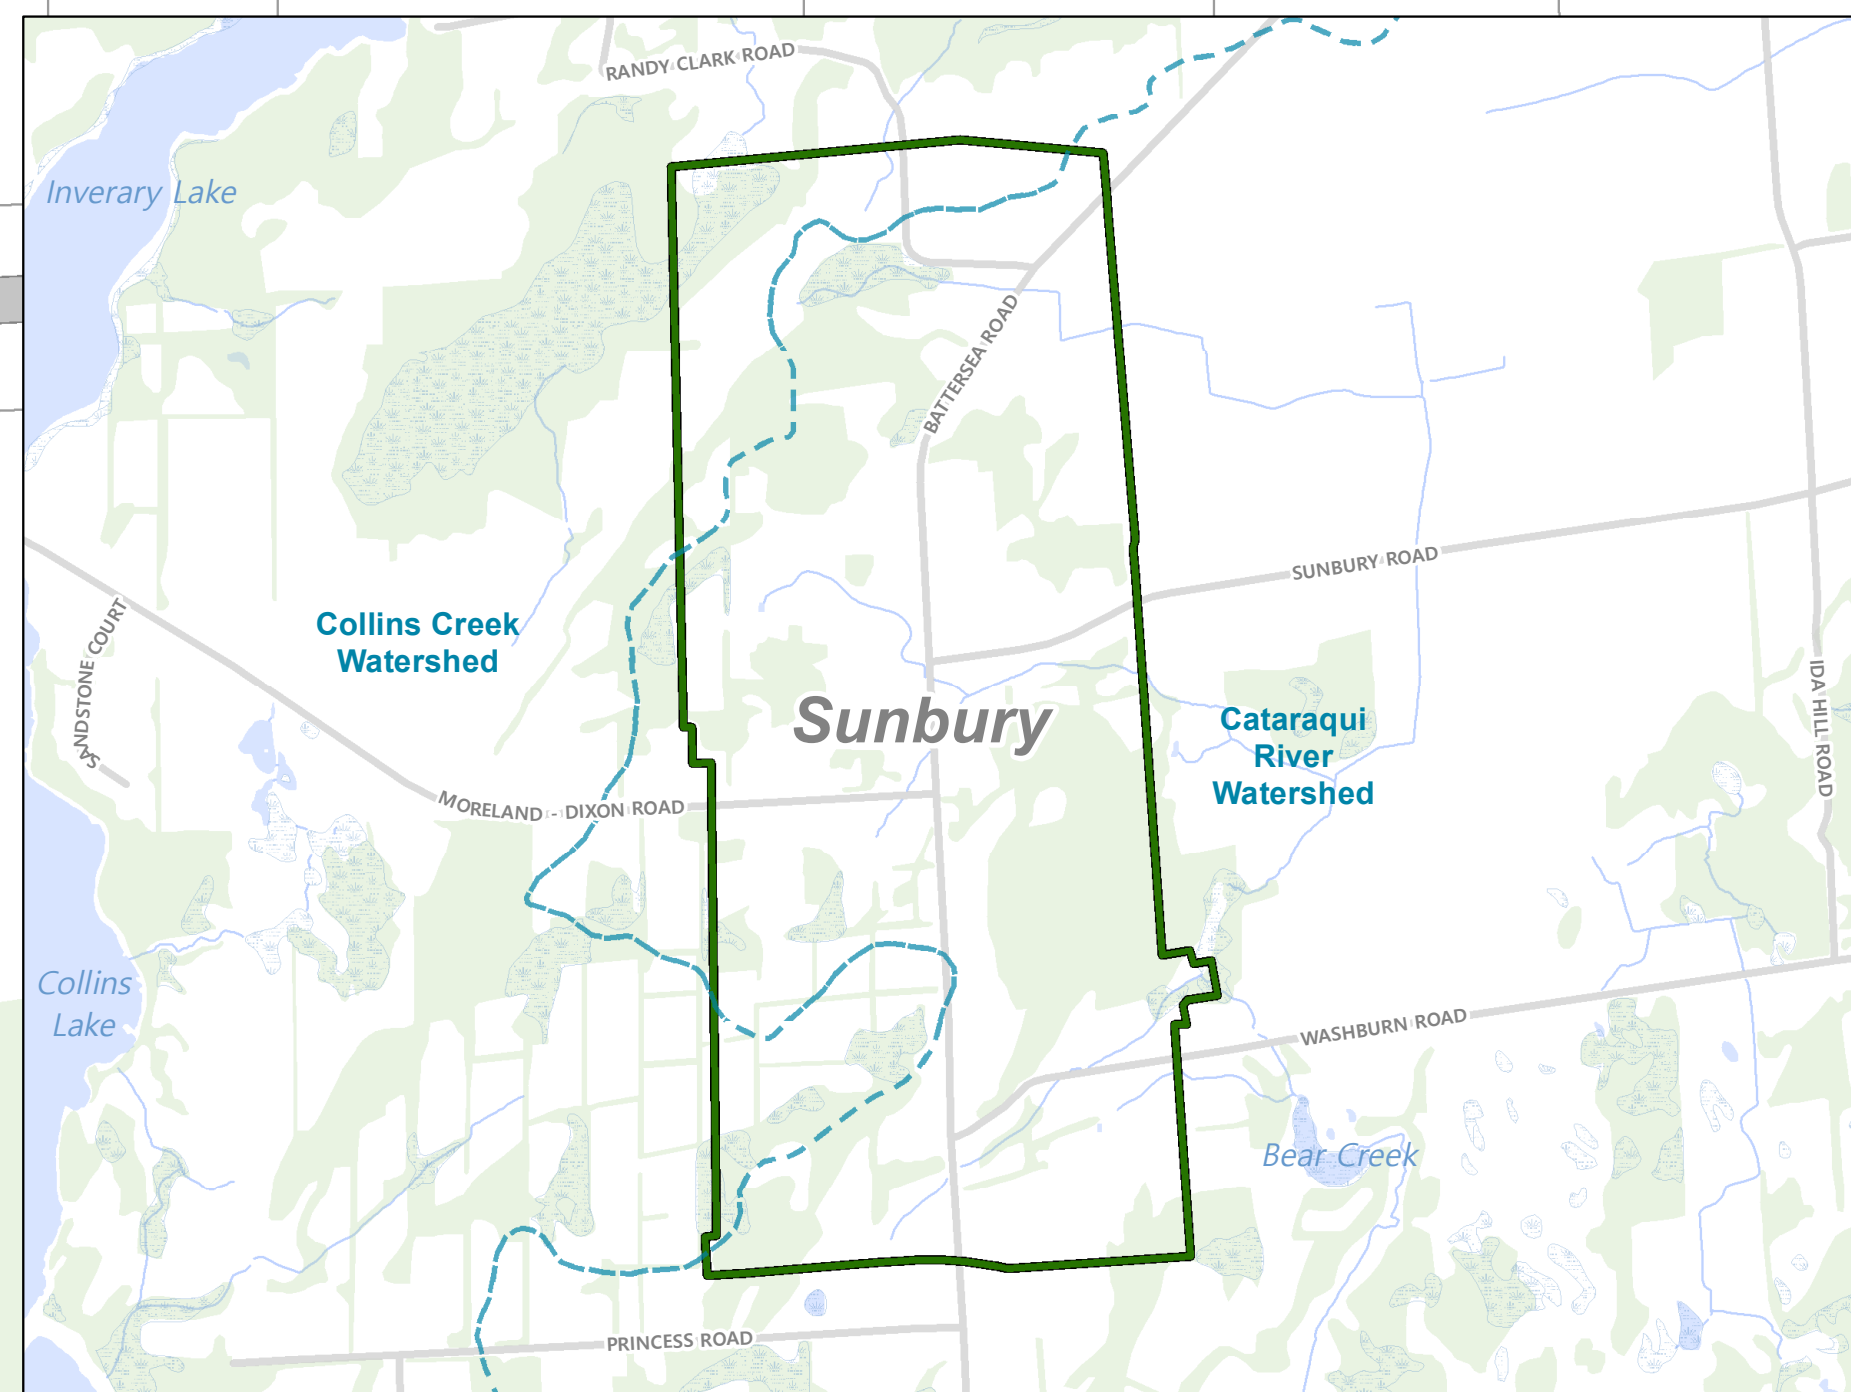 RANDY CLARK ROAD
Inverary Lake
BATTERSEA ROAD
SUNBURY ROAD
SANDSTONE COURT
Collins Creek
Watershed
IDA HILL ROAD
Sunbury
Cataraqui
River
Watershed
MORELAND - DIXON ROAD
Collins
Lake
WASHBURN ROAD
Bear Creek
PRINCESS ROAD